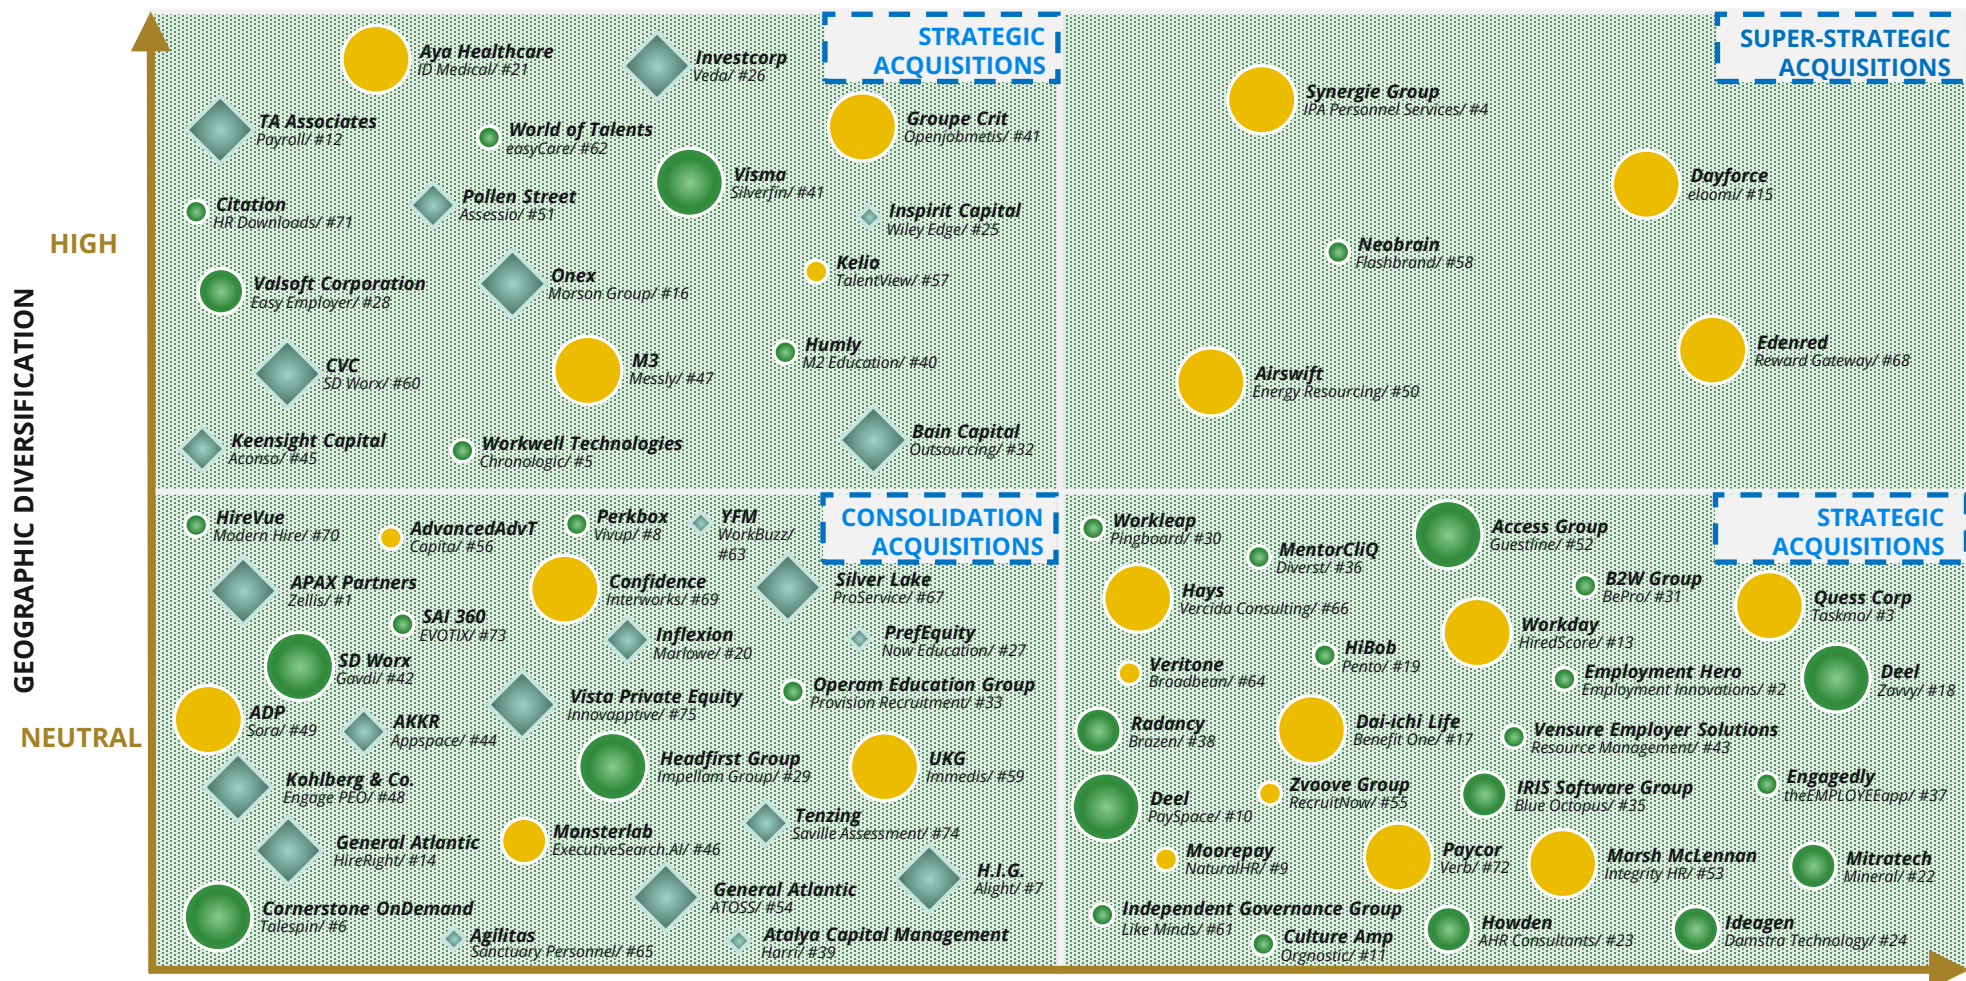 GEOGRAPHIC DIVERSIFICATION
HIGH
NEUTRAL
STRATEGIC
ACQUISITIONS
Aya Healthcare
ID Medical/ #21
Investcorp
Veda/ #26
TA Associates
Payroll/ #12
World of Talents
easyCare/ #62
Groupe Crit
Openjobmetis/ #41
Visma
Silverfin/ #41
Citation
HR Downloads/ #71
Pollen Street
Assessio/ #51
Inspirit Capital
Wiley Edge/ #25
Valsoft Corporation
Easy Employer/ #28
Onex
Morson Group/ #16
Kelio
TalentView/ #57
CVC
SD Worx/ #60
M3
Messly/ #47
Humly
M2 Education/ #40
Keensight Capital
Aconso/ #45
Workwell Technologies
Chronologic/ #5
Bain Capital
Outsourcing/ #32
SUPER-STRATEGIC
ACQUISITIONS
Synergie Group
IPA Personnel Services/ #4
Dayforce
eloomi/ #15
Neobrain
Flashbrand/ #58
Edenred
Reward Gateway/ #68
Airswift
Energy Resourcing/ #50
CONSOLIDATION
ACQUISITIONS
HireVue
Modern Hire/ #70
AdvancedAdvT
Capita/ #56
Perkbox
Vivup/ #8
YFM
WorkBuzz/
#63
APAX Partners
Zellis/ #1
Confidence
Interworks/ #69
Silver Lake
ProService/ #67
SAI 360
EVOTIX/ #73
Inflexion
Marlowe/ #20
PrefEquity
Now Education/ #27
SD Worx
Gavdi/ #42
Vista Private Equity
Innovapptive/ #75
Operam Education Group
Provision Recruitment/ #33
ADP
Sora/ #49
AKKR
Appspace/ #44
Headfirst Group
Impellam Group/ #29
UKG
Immedis/ #59
Kohlberg & Co.
Engage PEO/ #48
Tenzing
Saville Assessment/ #74
General Atlantic
HireRight/ #14
Monsterlab
ExecutiveSearch.AI/ #46
H.I.G.
Alight/ #7
General Atlantic
ATOSS/ #54
Cornerstone OnDemand
Talespin/ #6
Agilitas
Sanctuary Personnel/ #65
Atalya Capital Management
Harri/ #39
STRATEGIC
ACQUISITIONS
Workleap
Pingboard/ #30
MentorCliQ
Diverst/ #36
Access Group
Guestline/ #52
B2W Group
BePro/ #31
Hays
Vercida Consulting/ #66
Quess Corp
Taskmo/ #3
Workday
HiredScore/ #13
HiBob
Pento/ #19
Veritone
Broadbean/ #64
Employment Hero
Employment Innovations/ #2
Deel
Zavvy/ #18
Radancy
Brazen/ #38
Dai-ichi Life
Benefit One/ #17
Vensure Employer Solutions
Resource Management/ #43
Zvoove Group
RecruitNow/ #55
IRIS Software Group
Blue Octopus/ #35
Engagedly
theEMPLOYEEapp/ #37
Deel
PaySpace/ #10
Moorepay
NaturalHR/ #9
Paycor
Verb/ #72
Marsh McLennan
Integrity HR/ #53
Mitratech
Mineral/ #22
Independent Governance Group
Like Minds/ #61
Culture Amp
Orgnostic/ #11
Howden
AHR Consultants/ #23
Ideagen
Damstra Technology/ #24